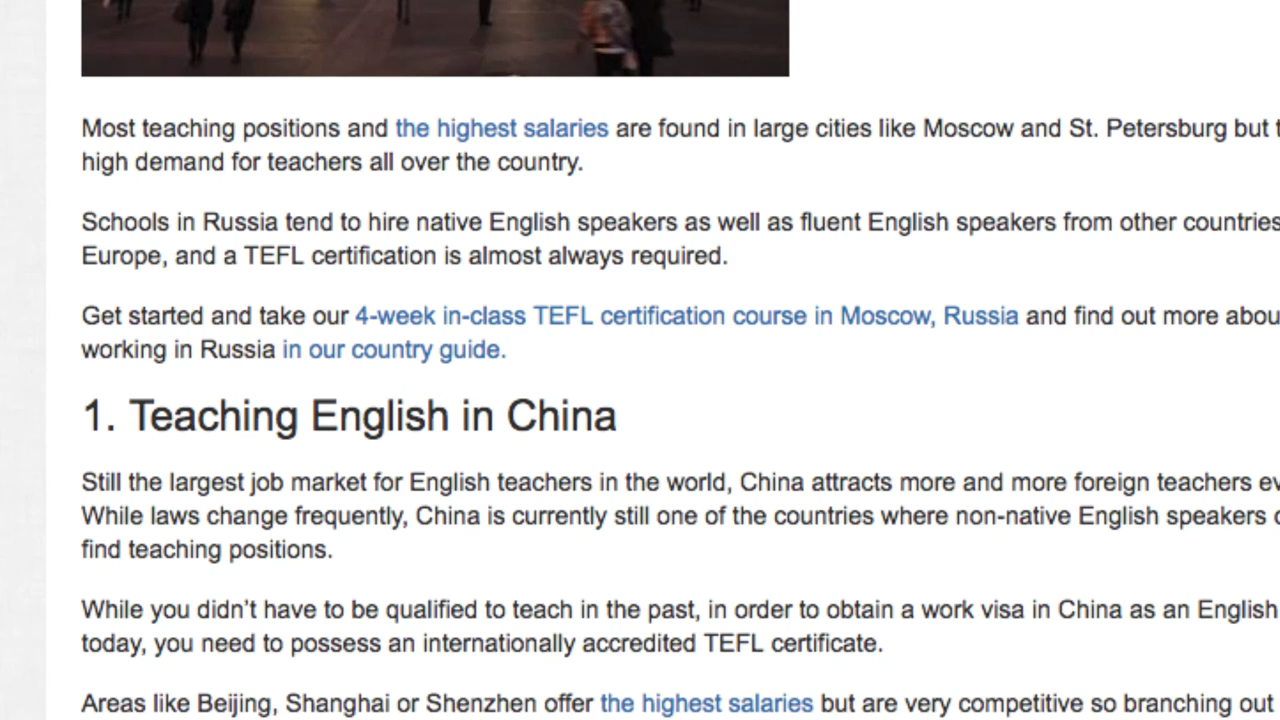 Most teaching positions and the highest salaries are found in large cities like Moscow and St. Petersburg but
high demand for teachers all over the country.
Schools in Russia tend to hire native English speakers as well as fluent English speakers from other countries
Europe, and a TEFL certification is almost always required.
Get started and take our 4-week in-class TEFL certification course in Moscow, Russia and find out more abou
working in Russia in our country guide.
1. Teaching English in China
Still the largest job market for English teachers in the world, China attracts more and more foreign teachers ev
While laws change frequently, China is currently still one of the countries where non-native English speakers
find teaching positions.
While you didn't have to be qualified to teach in the past, in order to obtain a work visa in China as an English
today, you need to possess an internationally accredited TEFL certificate.
Areas like Beijing, Shanghai or Shenzhen offer the highest salaries but are very competitive so branching out